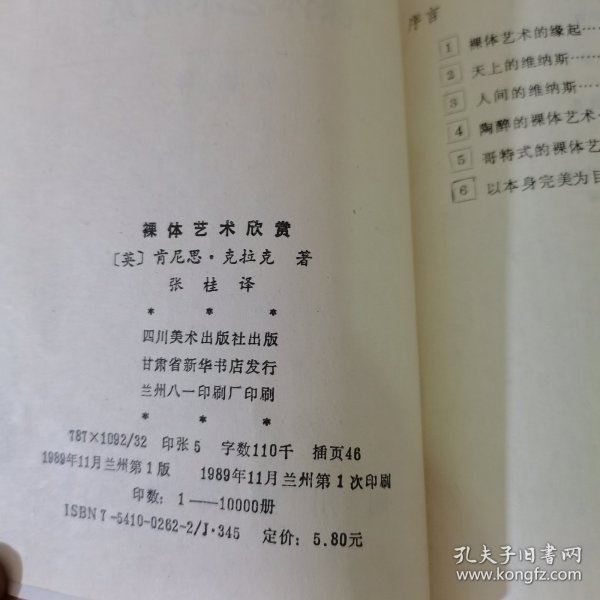 裸体艺术欣赏
〔英〕肯尼思·克拉克 著
张桂译
* * *
四川美术出版社出版
甘肃省新华书店发行
兰州八一印刷厂印刷
* * *
787×1092/32 印张5 字数110千 插页46
1989年11月兰州第1版 1989年11月兰州第1次印刷
印数：1——10000册
ISBN7-5410-0262-2/J·345 定价：5.80元
序言
1 裸体艺术的缘起……
2 天上的维纳斯……
3 人间的维纳斯……
4 陶醉的裸体艺术…
5 哥特式的裸体艺
6 以本身完美为目
孔夫子旧书网
www.kongfz.com